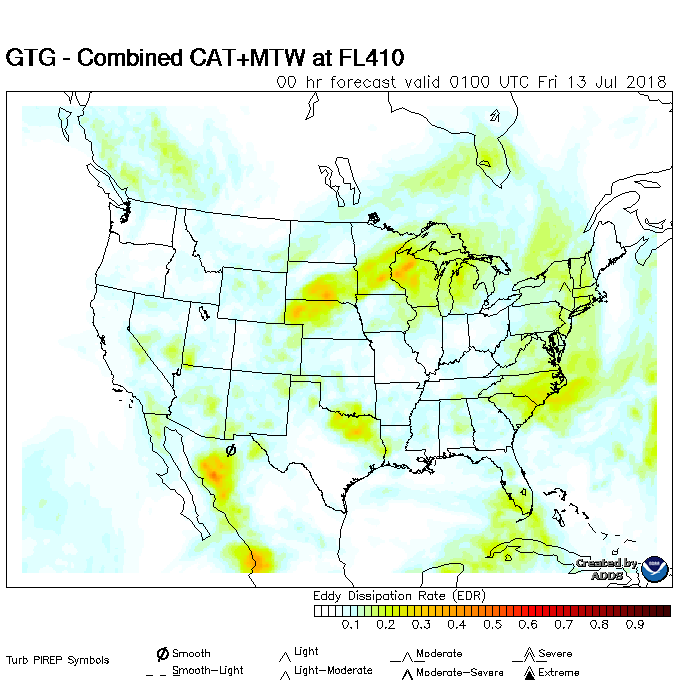 GTG - Combined CAT+MTW at FL410
00 hr forecast valid 0100 UTC Fri 13 Jul 2018
Created by
ADDS
Eddy Dissipation Rate (EDR)
0.1 0.2 0.3 0.4 0.5 0.6 0.7 0.8 0.9
Turb PIREP Symbols
Smooth Light Moderate Severe
Smooth-Light Light-Moderate Moderate-Severe Extreme